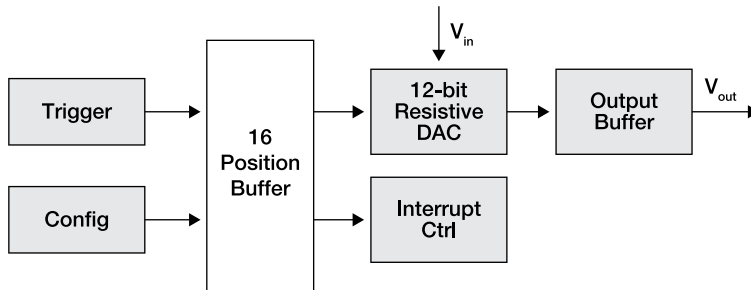 V_in
Trigger
Config
16
Position
Buffer
12-bit
Resistive
DAC
Interrupt
Ctrl
Output
Buffer
V_out